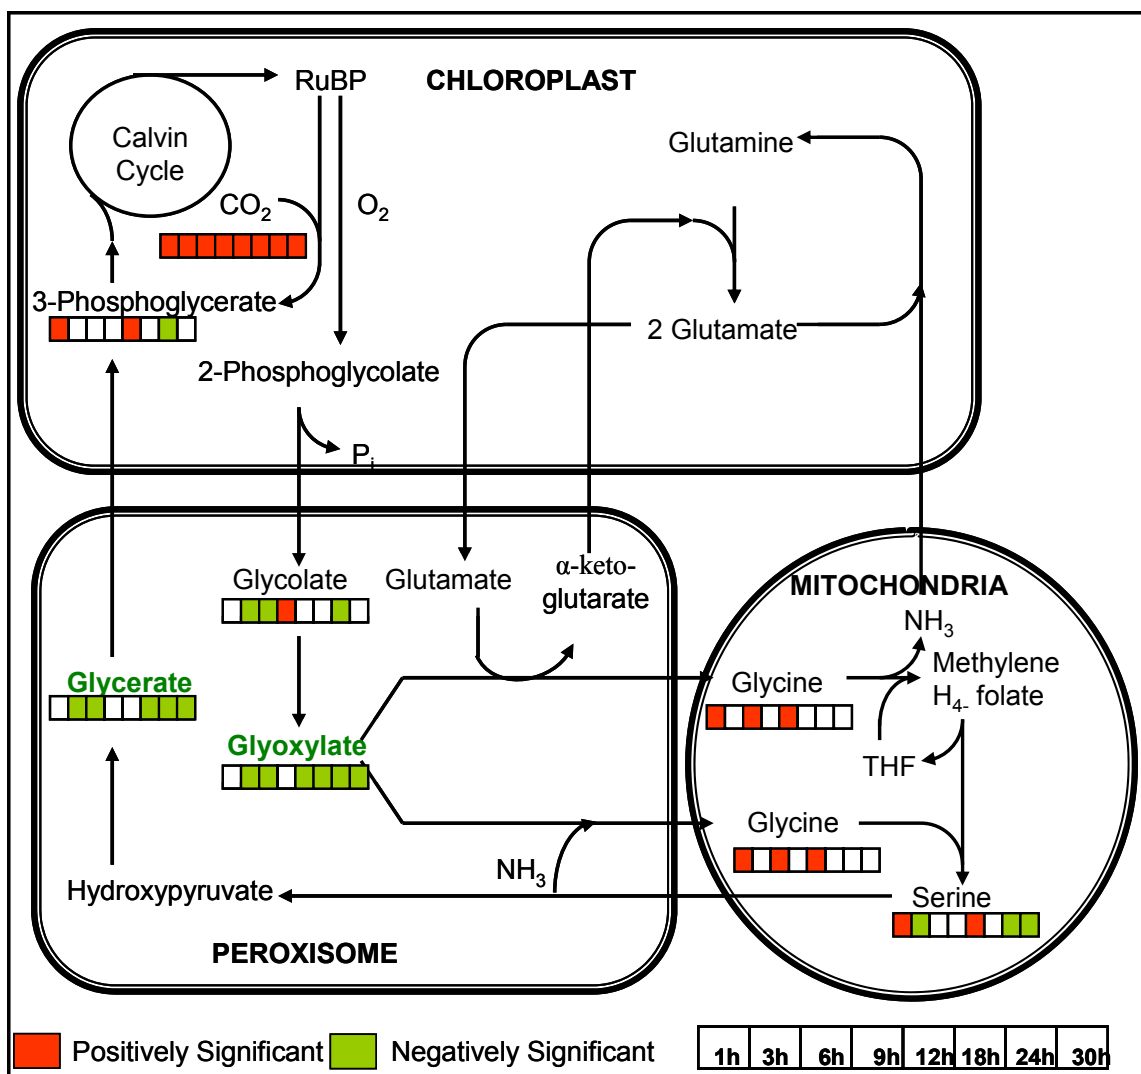 RuBP
CHLOROPLAST
Calvin
Cycle
Glutamine
CO₂
O₂
3-Phosphoglycerate
2 Glutamate
2-Phosphoglycolate
Pᵢ
Glycolate
Glutamate
α-keto-
glutarate
MITOCHONDRIA
NH₃
Glycerate
Glycine
Methylene
H₄₋ folate
Glyoxylate
THF
Glycine
NH₃
Hydroxypyruvate
Serine
PEROXISOME
Positively Significant
Negatively Significant
1h 3h 6h 9h 12h 18h 24h 30h